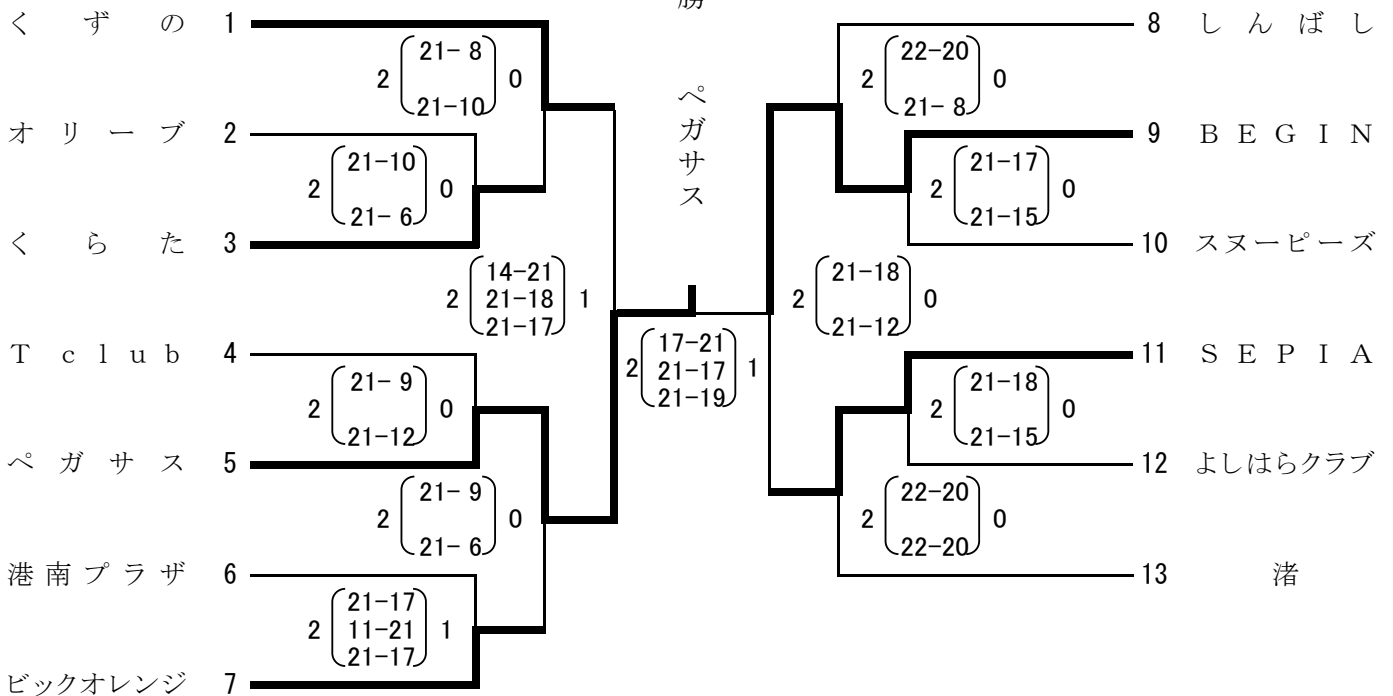 勝
ペガサス
くずの 1
2 21-8 21-10 0
オリーブ 2
2 21-10 21-6 0
くらた 3
2 14-21 21-18 21-17 1
T club 4
2 21-9 21-12 0
ペガサス 5
2 21-9 21-6 0
港南プラザ 6
2 21-17 11-21 21-17 1
ビックオレンジ 7
2 17-21 21-17 21-19 1
8 しんばし
2 22-20 21-8 0
9 BEGIN
2 21-17 21-15 0
10 スヌーピーズ
2 21-18 21-12 0
11 SEPIA
2 21-18 21-15 0
12 よしはらクラブ
2 22-20 22-20 0
13 渚